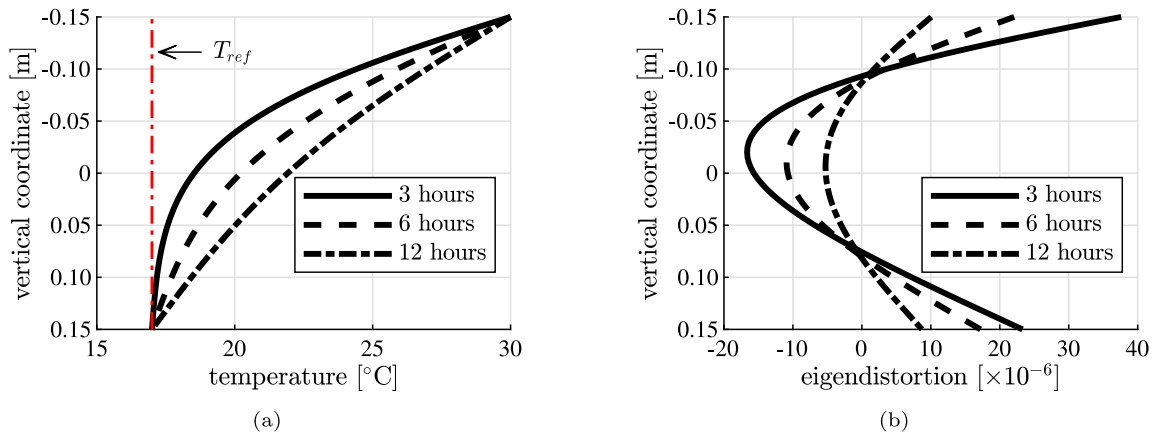 -0.15
-0.10
-0.05
0
0.05
0.10
0.15
vertical coordinate [m]
T_ref
3 hours
6 hours
12 hours
15
20
25
30
temperature [°C]
(a)
-0.15
-0.10
-0.05
0
0.05
0.10
0.15
vertical coordinate [m]
3 hours
6 hours
12 hours
-20
-10
0
10
20
30
40
eigendistortion [×10⁻⁶]
(b)